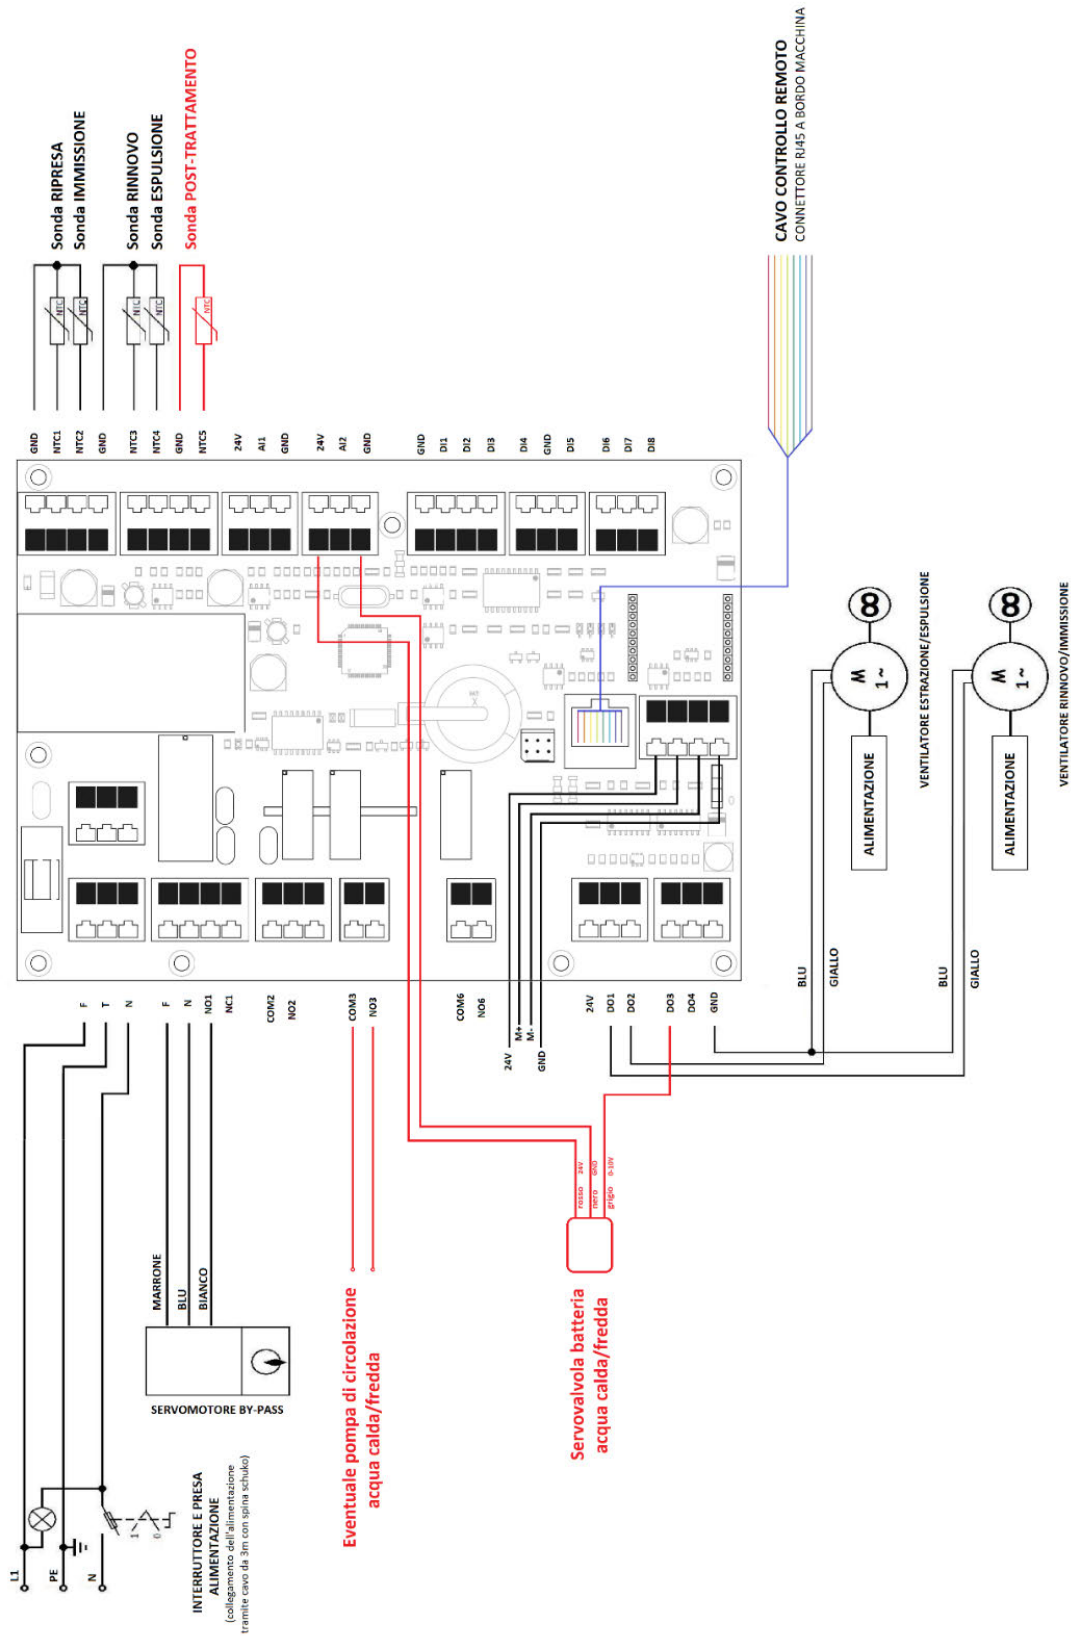 Sonda RIPRESA
Sonda IMMISSIONE
Sonda RINNOVO
Sonda ESPULSIONE
Sonda POST-TRATTAMENTO
NTC
NTC
NTC
NTC
NTC
GND
NTC1
NTC2
GND
NTC3
NTC4
GND
NTC5
24V
AI1
GND
24V
AI2
GND
GND
DI1
DI2
DI3
DI4
GND
DI5
DI6
DI7
DI8
CAVO CONTROLLO REMOTO
CONNETTORE RJ45 A BORDO MACCHINA
M
1~
ALIMENTAZIONE
VENTILATORE ESTRAZIONE/ESPULSIONE
M
1~
ALIMENTAZIONE
VENTILATORE RINNOVO/IMMISSIONE
BLU
GIALLO
BLU
GIALLO
F
T
N
F
N
NO1
NC1
COM2
NO2
COM3
NO3
COM6
NO6
24V
M+
M-
GND
24V
DO1
DO2
DO3
DO4
GND
MARRONE
BLU
BIANCO
SERVOMOTORE BY-PASS
rosso 24V
nero GND
grigio 0-10V
Eventuale pompa di circolazione
acqua calda/fredda
Servovalvola batteria
acqua calda/fredda
L1
PE
N
1
0
INTERRUTTORE E PRESA
ALIMENTAZIONE
(collegamento dell'alimentazione
tramite cavo da 3m con spina schuko)